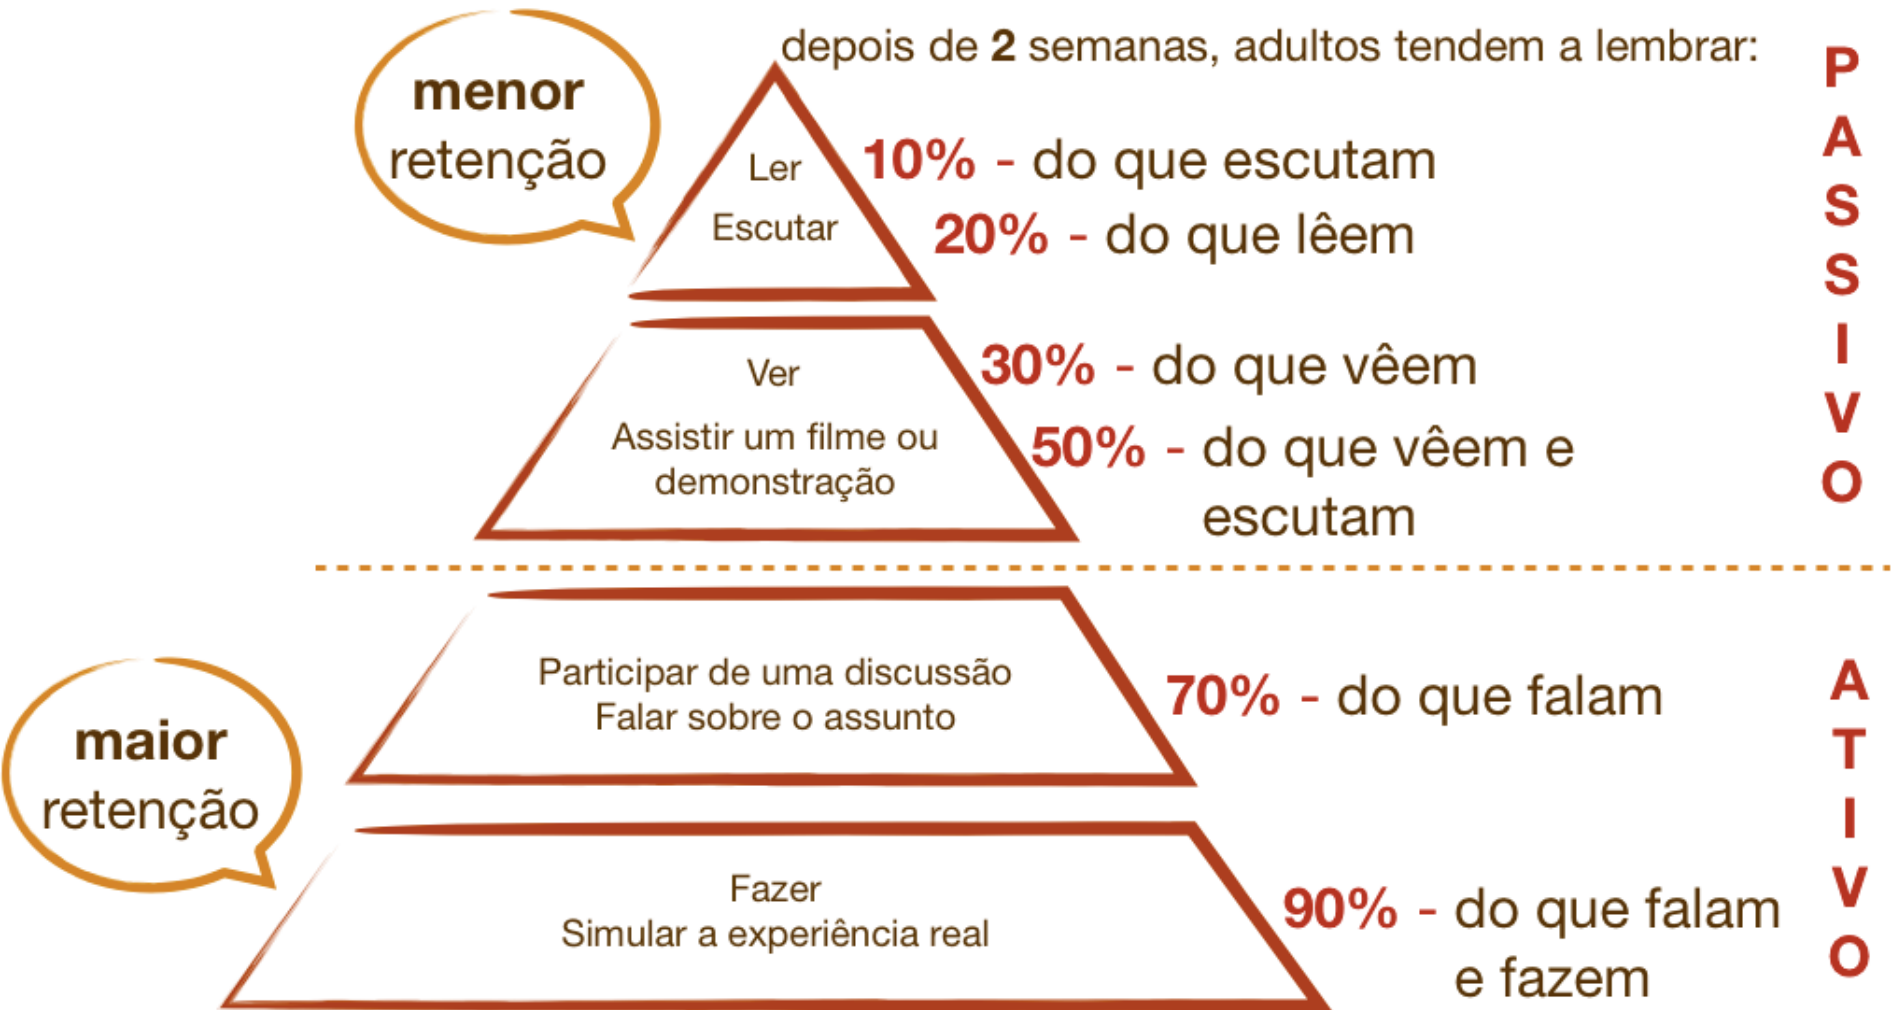 depois de 2 semanas, adultos tendem a lembrar:
menor
retenção
Ler
Escutar
10% - do que escutam
20% - do que lêem
Ver
Assistir um filme ou
demonstração
30% - do que vêem
50% - do que vêem e
escutam
PASSIVO
maior
retenção
Participar de uma discussão
Falar sobre o assunto
70% - do que falam
Fazer
Simular a experiência real
90% - do que falam
e fazem
ATIVO